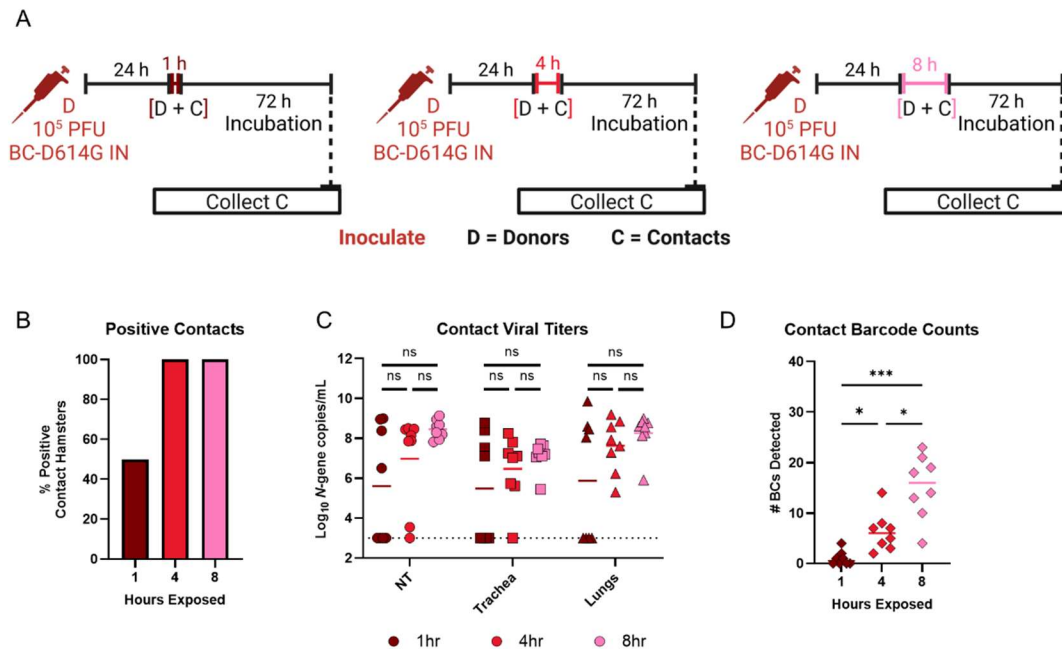 A
24 h
1 h
[D + C]
72 h
Incubation
D
10⁵ PFU
BC-D614G IN
Collect C
24 h
4 h
[D + C]
72 h
Incubation
D
10⁵ PFU
BC-D614G IN
Collect C
24 h
8 h
[D + C]
72 h
Incubation
D
10⁵ PFU
BC-D614G IN
Collect C
Inoculate D = Donors C = Contacts
B
Positive Contacts
% Positive
Contact Hamsters
100
80
60
40
20
0
1 4 8
Hours Exposed
C
Contact Viral Titers
Log₁₀ N-gene copies/mL
12
10
8
6
4
2
ns ns ns
ns ns ns ns ns ns
NT Trachea Lungs
1hr 4hr 8hr
D
Contact Barcode Counts
# BCs Detected
40
30
20
10
0
***
* *
1 4 8
Hours Exposed